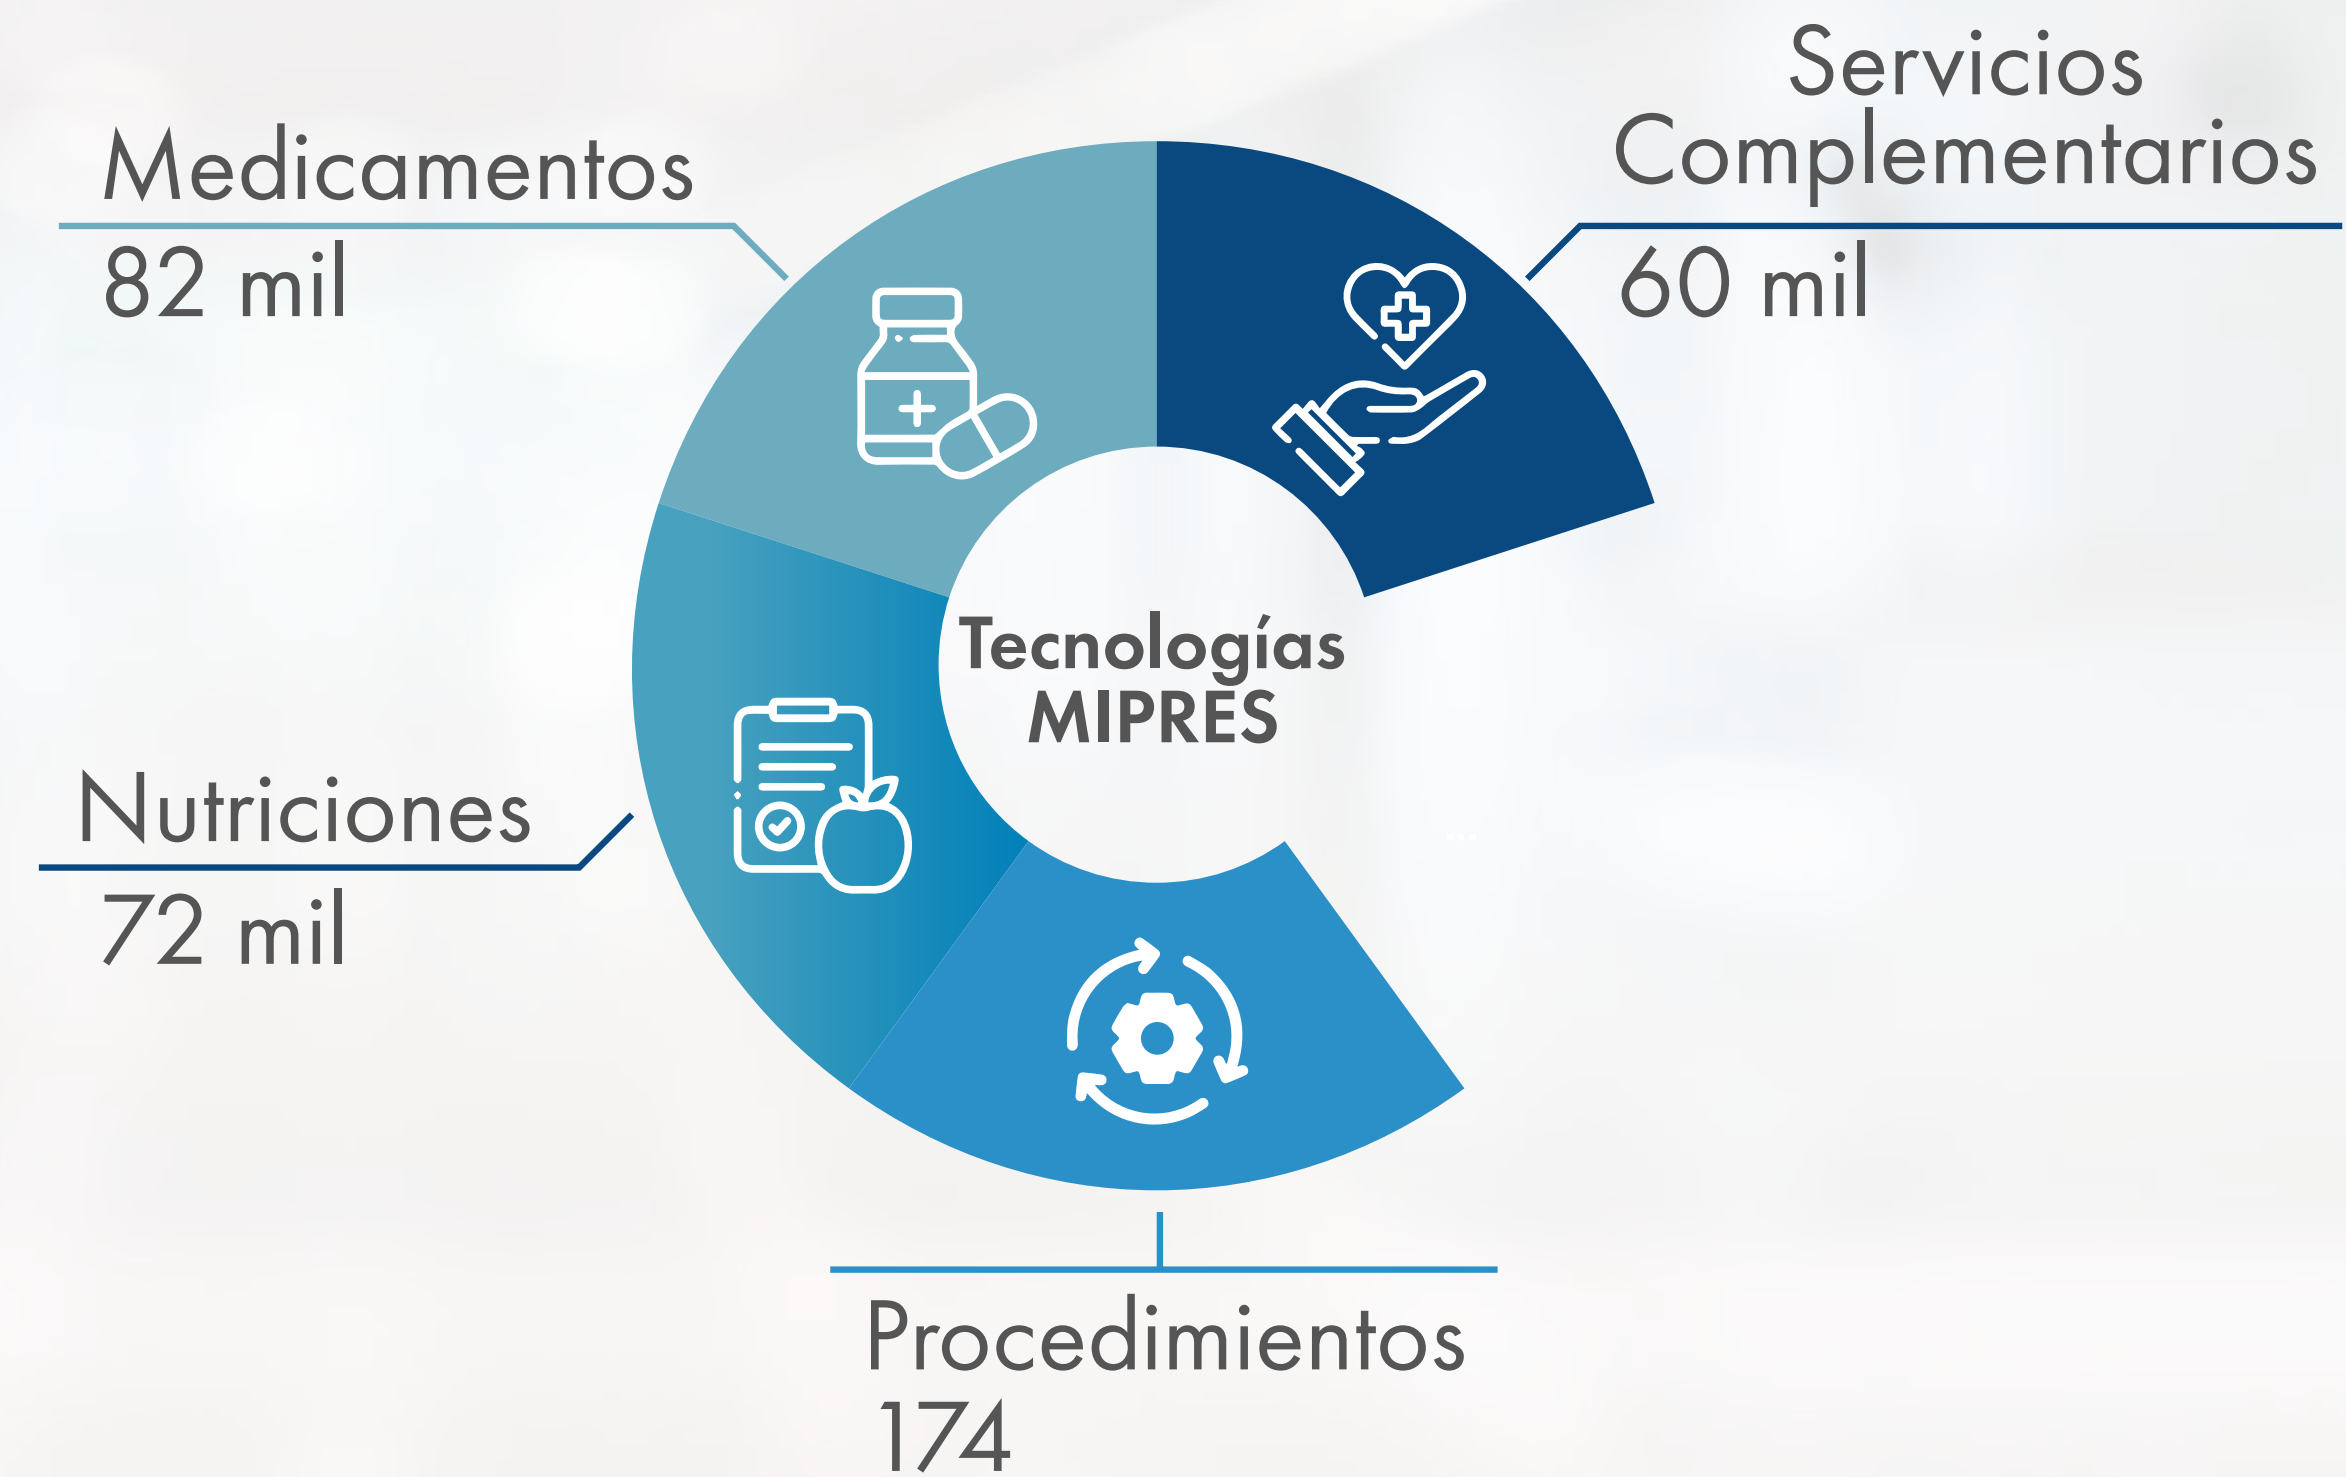 Medicamentos
82 mil
Servicios
Complementarios
60 mil
Tecnologías
MIPRES
Nutriciones
72 mil
Procedimientos
174